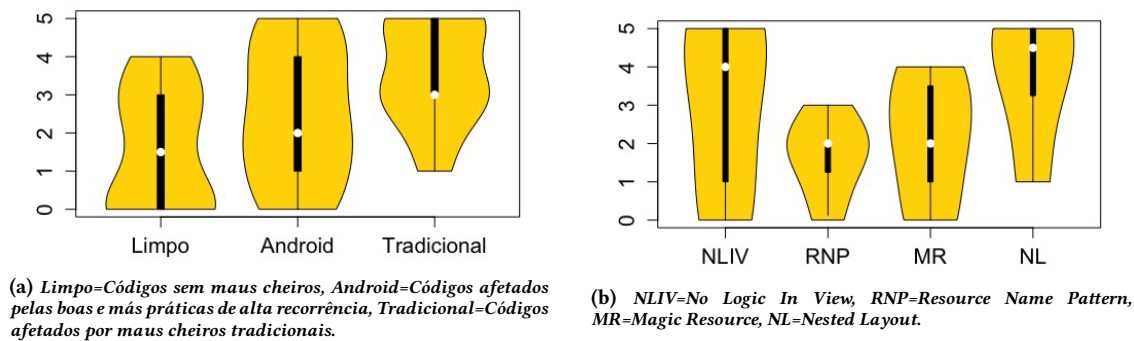 5
4
3
2
1
0
Limpo Android Tradicional
(a) Limpo=Códigos sem maus cheiros, Android=Códigos afetados
pelas boas e más práticas de alta recorrência, Tradicional=Códigos
afetados por maus cheiros tradicionais.
5
4
3
2
1
0
NLIV RNP MR NL
(b) NLIV=No Logic In View, RNP=Resource Name Pattern,
MR=Magic Resource, NL=Nested Layout.